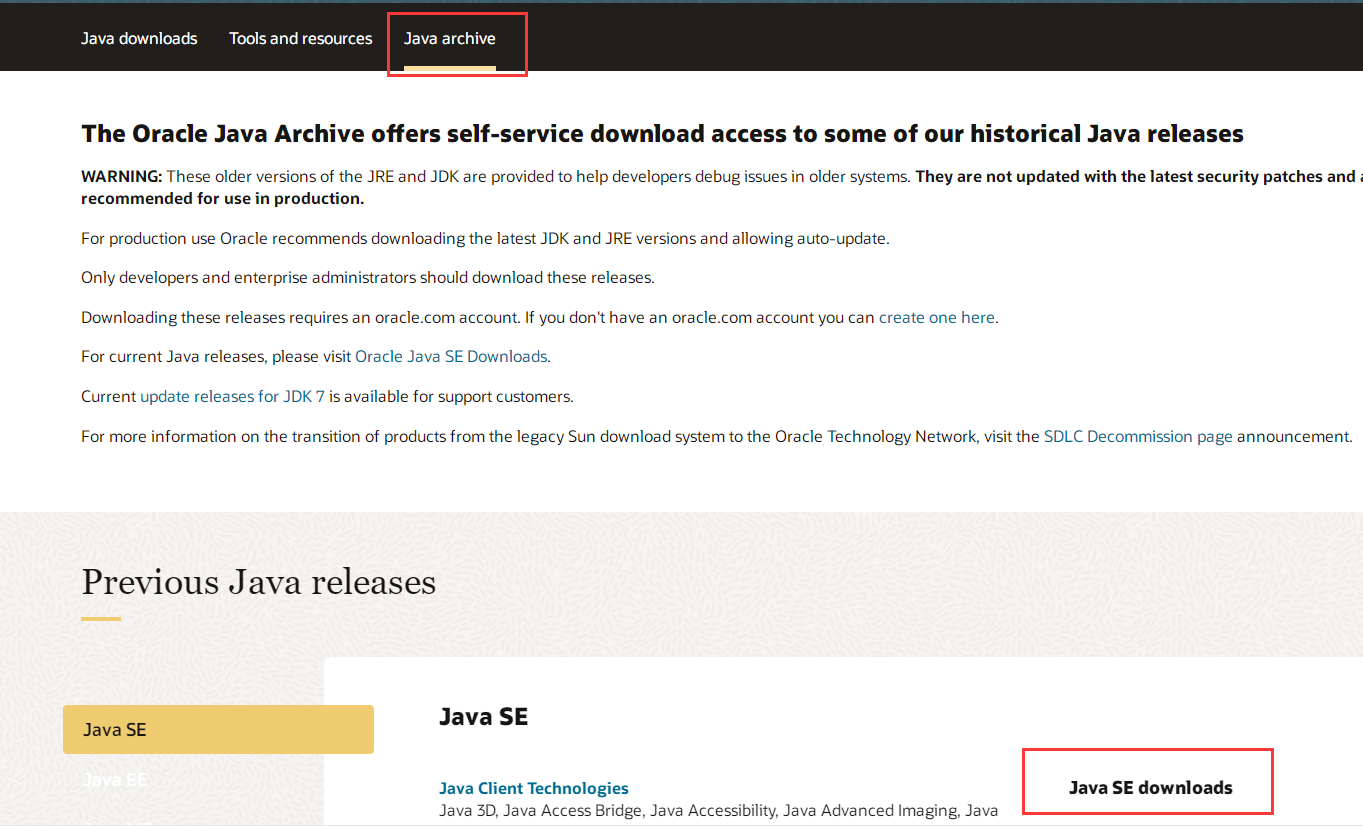 Java downloads Tools and resources Java archive
The Oracle Java Archive offers self-service download access to some of our historical Java releases
WARNING: These older versions of the JRE and JDK are provided to help developers debug issues in older systems. They are not updated with the latest security patches and
recommended for use in production.
For production use Oracle recommends downloading the latest JDK and JRE versions and allowing auto-update.
Only developers and enterprise administrators should download these releases.
Downloading these releases requires an oracle.com account. If you don't have an oracle.com account you can create one here.
For current Java releases, please visit Oracle Java SE Downloads.
Current update releases for JDK 7 is available for support customers.
For more information on the transition of products from the legacy Sun download system to the Oracle Technology Network, visit the SDLC Decommission page announcement.
Previous Java releases
Java SE
Java EE
Java SE
Java Client Technologies
Java 3D, Java Access Bridge, Java Accessibility, Java Advanced Imaging, Java
Java SE downloads